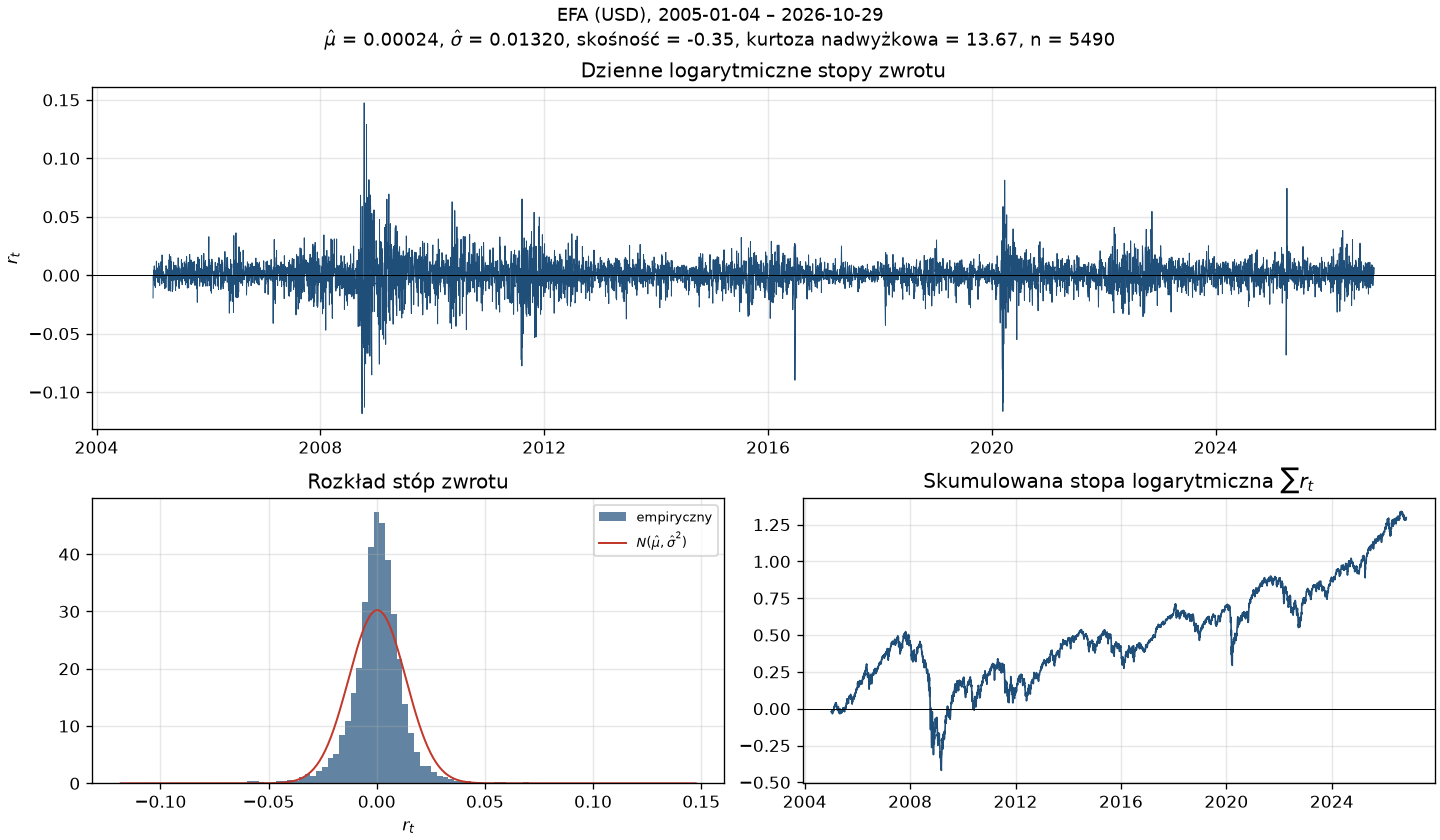 EFA (USD), 2005-01-04 – 2026-10-29
μ̂ = 0.00024, σ̂ = 0.01320, skośność = -0.35, kurtoza nadwyżkowa = 13.67, n = 5490
Dzienne logarytmiczne stopy zwrotu
0.15
0.10
0.05
0.00
−0.05
−0.10
r_t
2004 2008 2012 2016 2020 2024
Rozkład stóp zwrotu
empiryczny
N(μ̂, σ̂²)
40
30
20
10
0
−0.10 −0.05 0.00 0.05 0.10 0.15
r_t
Skumulowana stopa logarytmiczna ∑r_t
1.25
1.00
0.75
0.50
0.25
0.00
−0.25
−0.50
2004 2008 2012 2016 2020 2024